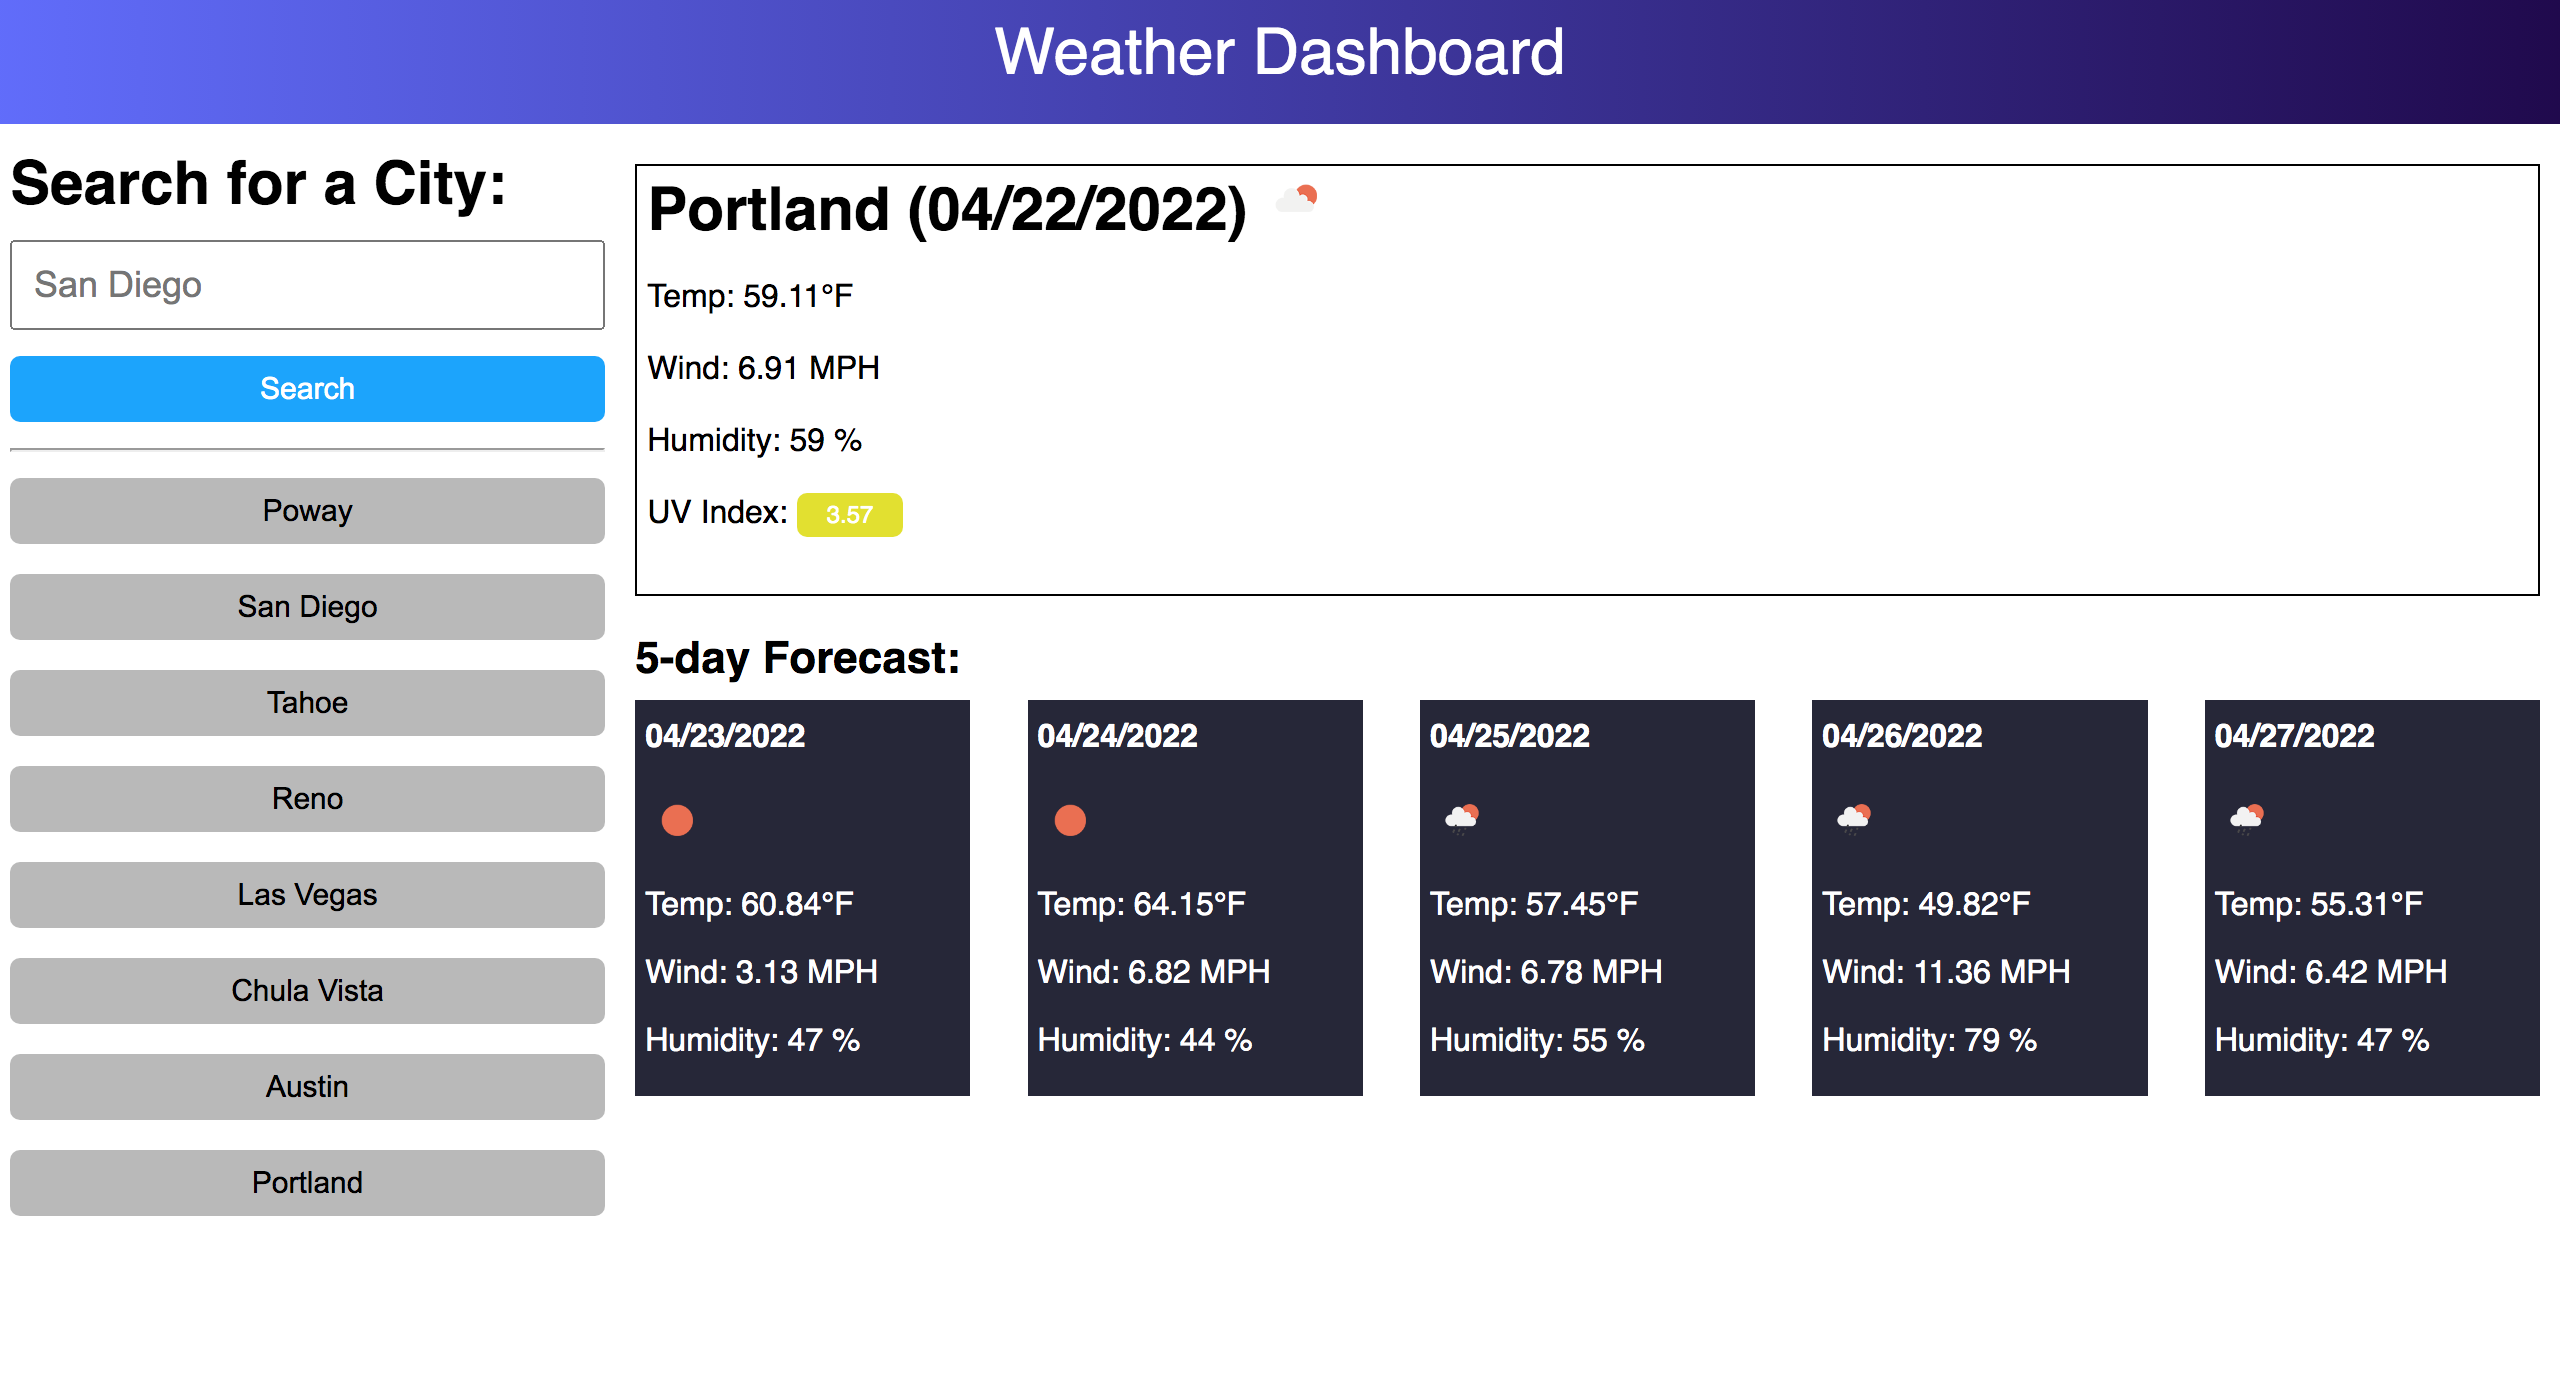 Weather Dashboard
Search for a City:
San Diego
Search
Poway
San Diego
Tahoe
Reno
Las Vegas
Chula Vista
Austin
Portland
Portland (04/22/2022)
Temp: 59.11°F
Wind: 6.91 MPH
Humidity: 59 %
UV Index: 3.57
5-day Forecast:
04/23/2022
Temp: 60.84°F
Wind: 3.13 MPH
Humidity: 47 %
04/24/2022
Temp: 64.15°F
Wind: 6.82 MPH
Humidity: 44 %
04/25/2022
Temp: 57.45°F
Wind: 6.78 MPH
Humidity: 55 %
04/26/2022
Temp: 49.82°F
Wind: 11.36 MPH
Humidity: 79 %
04/27/2022
Temp: 55.31°F
Wind: 6.42 MPH
Humidity: 47 %